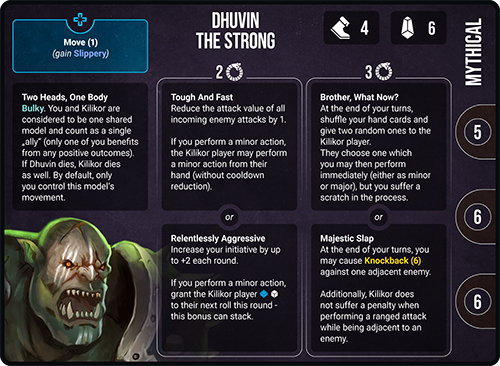 DHUVIN
THE STRONG
4
6
MYTHICAL
Move (1)
(gain Slippery)
Two Heads, One Body
Bulky. You and Kilikor are
considered to be one shared
model and count as a single
„ally” (only one of you benefits
from any positive outcomes).
If Dhuvin dies, Kilikor dies
as well. By default, only
you control this model's
movement.
2
Tough And Fast
Reduce the attack value of all
incoming enemy attacks by 1.
If you perform a minor action,
the Kilikor player may perform
a minor action from their
hand (without cooldown
reduction).
or
Relentlessly Aggressive
Increase your initiative by up
to +2 each round.
If you perform a minor action,
grant the Kilikor player
to their next roll this round -
this bonus can stack.
3
Brother, What Now?
At the end of your turns,
shuffle your hand cards and
give two random ones to the
Kilikor player.
They choose one which
you may then perform
immediately (either as minor
or major), but you suffer a
scratch in the process.
or
Majestic Slap
At the end of your turns, you
may cause Knockback (6)
against one adjacent enemy.
Additionally, Kilikor does
not suffer a penalty when
performing a ranged attack
while being adjacent to an
enemy.
5
6
6